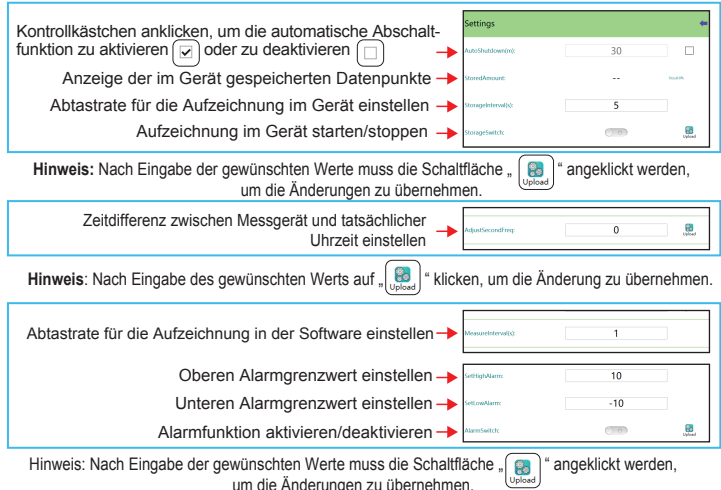 Settings
Kontrollkästchen anklicken, um die automatische Abschalt-
funktion zu aktivieren oder zu deaktivieren
AutoShutdown(m): 30
Anzeige der im Gerät gespeicherten Datenpunkte
StoredAmount: --
Abtastrate für die Aufzeichnung im Gerät einstellen
StorageInterval(s): 5
Aufzeichnung im Gerät starten/stoppen
StorageSwitch: Upload
Hinweis: Nach Eingabe der gewünschten Werte muss die Schaltfläche „ Upload “ angeklickt werden,
um die Änderungen zu übernehmen.
Zeitdifferenz zwischen Messgerät und tatsächlicher
Uhrzeit einstellen
AdjustSecondFreq: 0 Upload
Hinweis: Nach Eingabe des gewünschten Werts auf „ Upload “ klicken, um die Änderung zu übernehmen.
Abtastrate für die Aufzeichnung in der Software einstellen
MeasureInterval(s): 1
Oberen Alarmgrenzwert einstellen
SetHighAlarm: 10
Unteren Alarmgrenzwert einstellen
SetLowAlarm: -10
Alarmfunktion aktivieren/deaktivieren
AlarmSwitch: Upload
Hinweis: Nach Eingabe der gewünschten Werte muss die Schaltfläche „ Upload “ angeklickt werden,
um die Änderungen zu übernehmen.